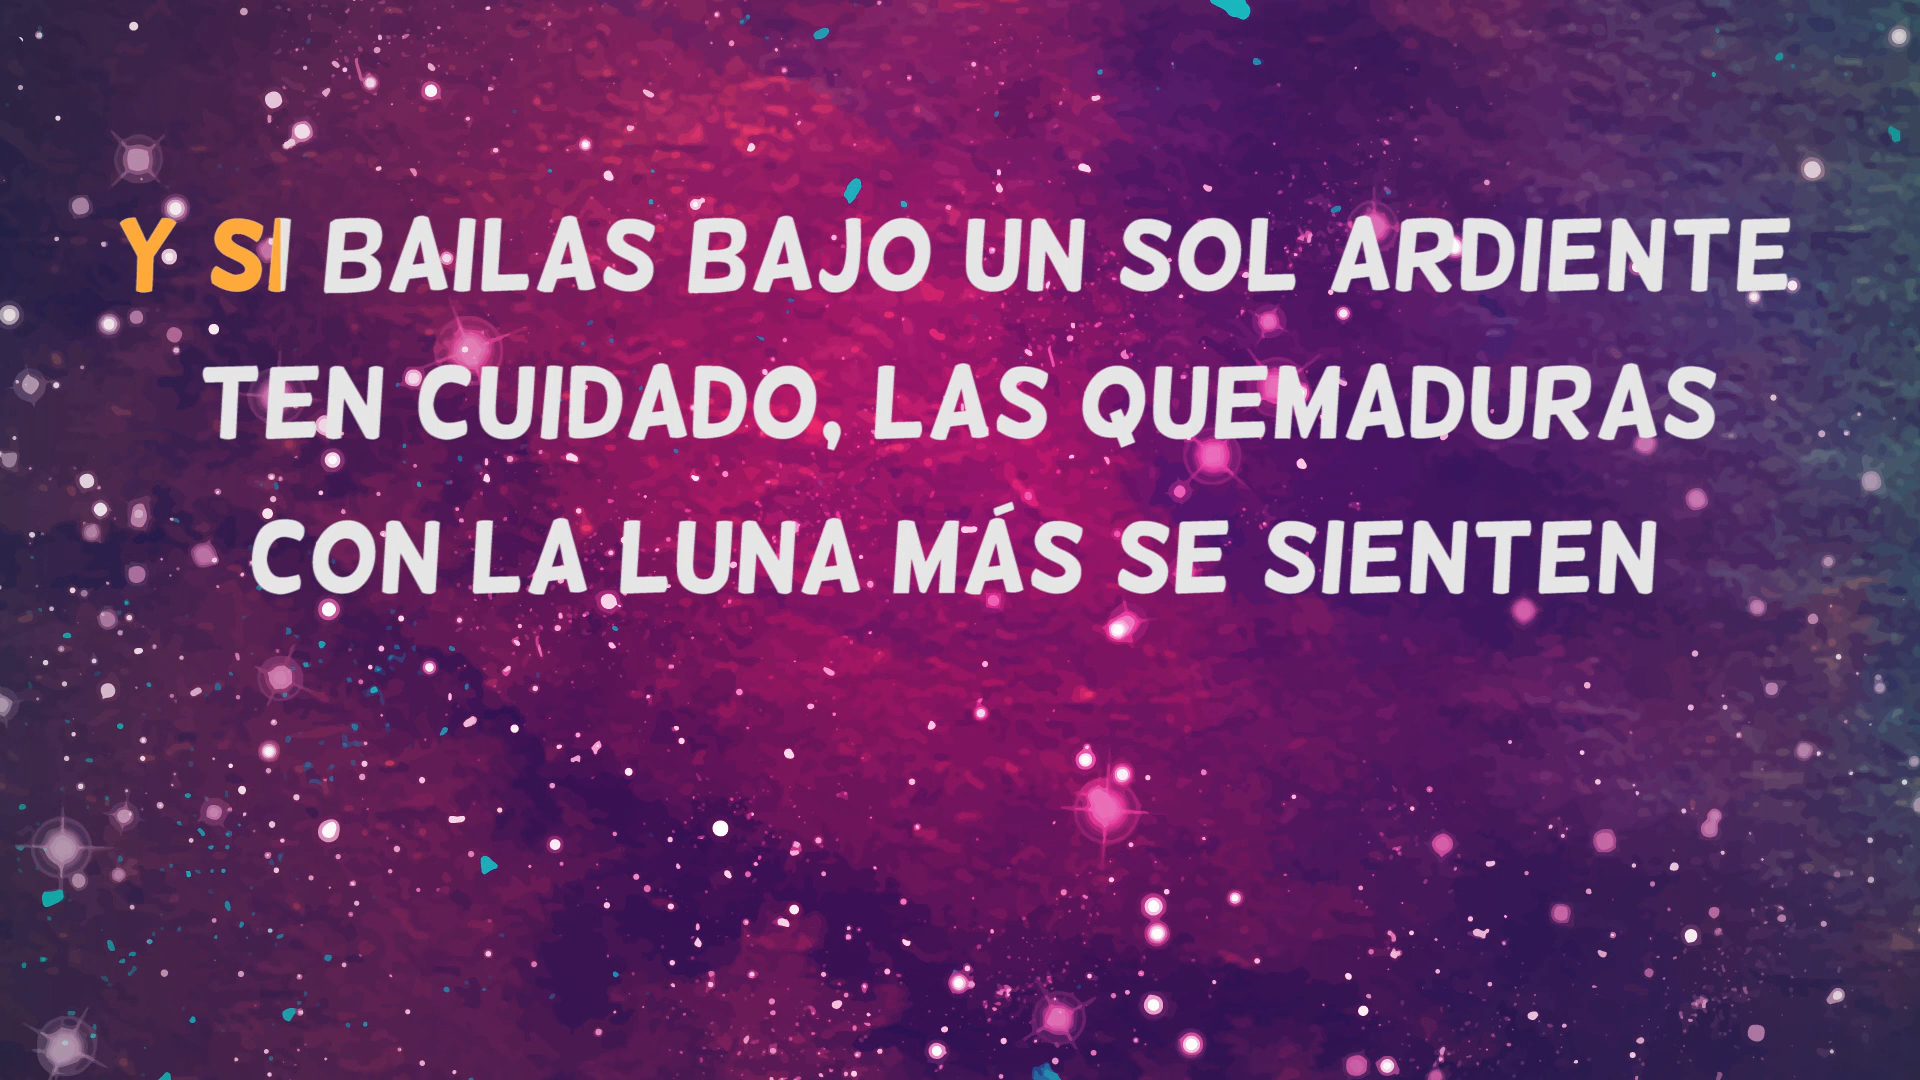 Y SI BAILAS BAJO UN SOL ARDIENTE
TEN CUIDADO, LAS QUEMADURAS
CON LA LUNA MÁS SE SIENTEN